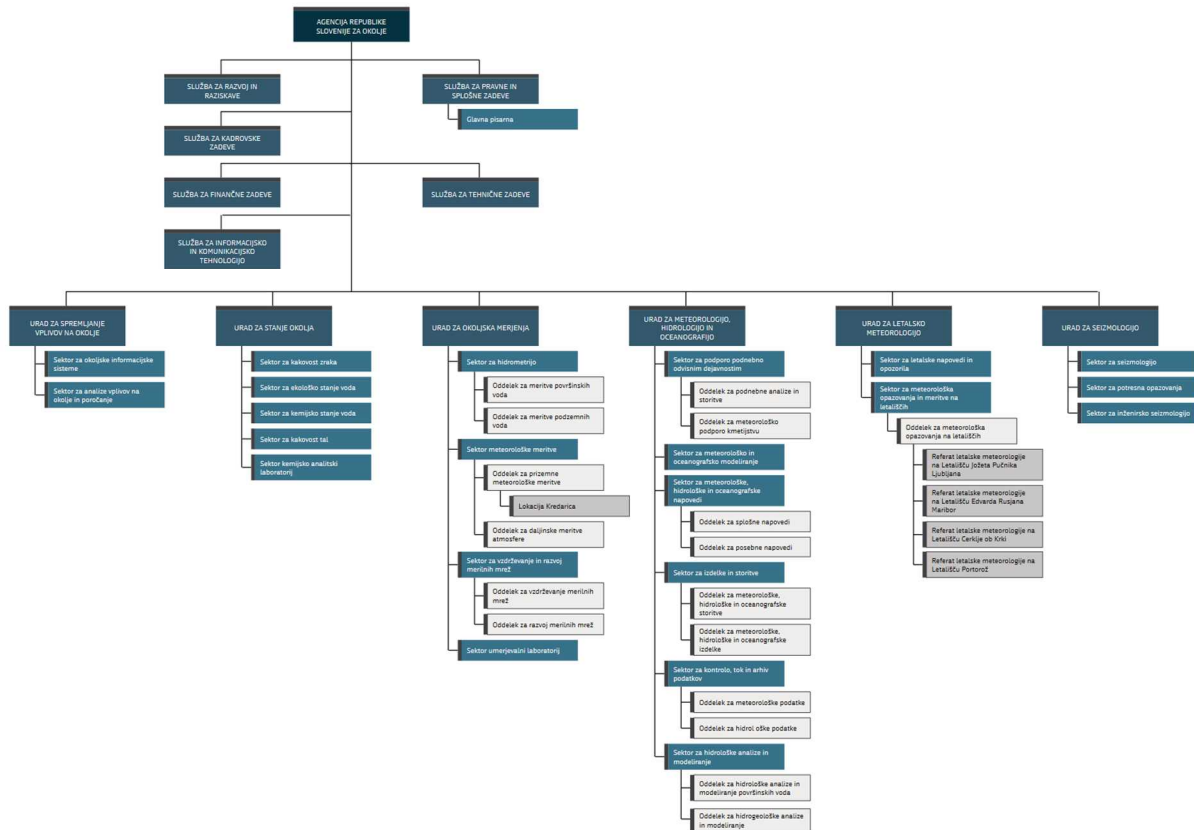 AGENCIJA REPUBLIKE
SLOVENIJE ZA OKOLJE
SLUŽBA ZA RAZVOJ IN
RAZISKAVE
SLUŽBA ZA PRAVNE IN
SPLOŠNE ZADEVE
Glavna pisarna
SLUŽBA ZA KADROVSKE
ZADEVE
SLUŽBA ZA FINANČNE ZADEVE
SLUŽBA ZA TEHNIČNE ZADEVE
SLUŽBA ZA INFORMACIJSKO
IN KOMUNIKACIJSKO
TEHNOLOGIJO
URAD ZA SPREMLJANJE
VPLIVOV NA OKOLJE
Sektor za okoljske informacijske
sisteme
Sektor za analize vplivov na
okolje in poročanje
URAD ZA STANJE OKOLJA
Sektor za kakovost zraka
Sektor za ekološko stanje voda
Sektor za kemijsko stanje voda
Sektor za kakovost tal
Sektor kemijsko analitski
laboratorij
URAD ZA OKOLJSKA MERJENJA
Sektor za hidrometrijo
Oddelek za meritve površinskih
voda
Oddelek za meritve podzemnih
voda
Sektor meteorološke meritve
Oddelek za prizemne
meteorološke meritve
Lokacija Kredarica
Oddelek za daljinske meritve
atmosfere
Sektor za vzdrževanje in razvoj
merilnih mrež
Oddelek za vzdrževanje merilnih
mrež
Oddelek za razvoj merilnih mrež
Sektor umerjevalni laboratorij
URAD ZA METEOROLOGIJO,
HIDROLOGIJO IN
OCEANOGRAFIJO
Sektor za podporo podnebno
odvisnim dejavnostim
Oddelek za podnebne analize in
storitve
Oddelek za meteorološko
podporo kmetijstvu
Sektor za meteorološko in
oceanografsko modeliranje
Sektor za meteorološke,
hidrološke in oceanografske
napovedi
Oddelek za splošne napovedi
Oddelek za posebne napovedi
Sektor za izdelke in storitve
Oddelek za meteorološke,
hidrološke in oceanografske
storitve
Oddelek za meteorološke,
hidrološke in oceanografske
izdelke
Sektor za kontrolo, tok in arhiv
podatkov
Oddelek za meteorološke podatke
Oddelek za hidrol oške podatke
Sektor za hidrološke analize in
modeliranje
Oddelek za hidrološke analize in
modeliranje površinskih voda
Oddelek za hidrogeološke analize
in modeliranje
URAD ZA LETALSKO
METEOROLOGIJO
Sektor za letalske napovedi in
opozorila
Sektor za meteorološka
opazovanja in meritve na
letališčih
Oddelek za meteorološka
opazovanja na letališčih
Referat letalske meteorologije
na Letališču Jožeta Pučnika
Ljubljana
Referat letalske meteorologije
na Letališču Edvarda Rusjana
Maribor
Referat letalske meteorologije na
Letališču Cerklje ob Krki
Referat letalske meteorologije na
Letališču Portorož
URAD ZA SEIZMOLOGIJO
Sektor za seizmologijo
Sektor za potresna opazovanja
Sektor za inženirsko seizmologijo